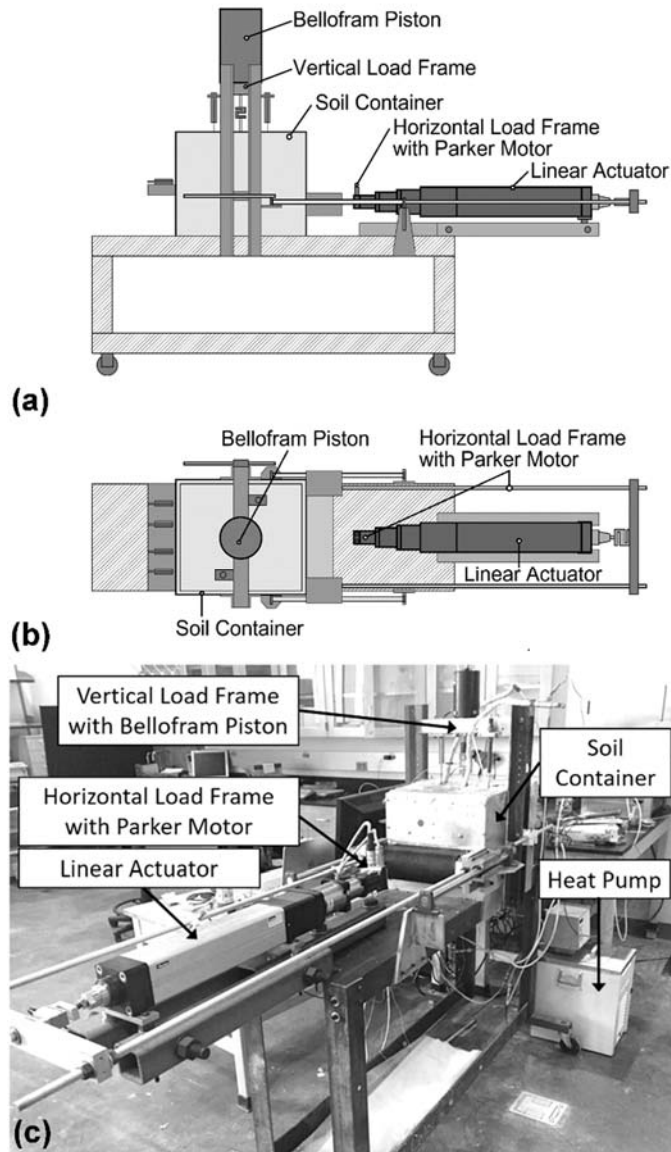 Bellofram Piston
Vertical Load Frame
Soil Container
Horizontal Load Frame
with Parker Motor
Linear Actuator
(a)
Bellofram Piston
Horizontal Load Frame
with Parker Motor
Linear Actuator
Soil Container
(b)
Vertical Load Frame
with Bellofram Piston
Soil
Container
Horizontal Load Frame
with Parker Motor
Linear Actuator
Heat Pump
(c)